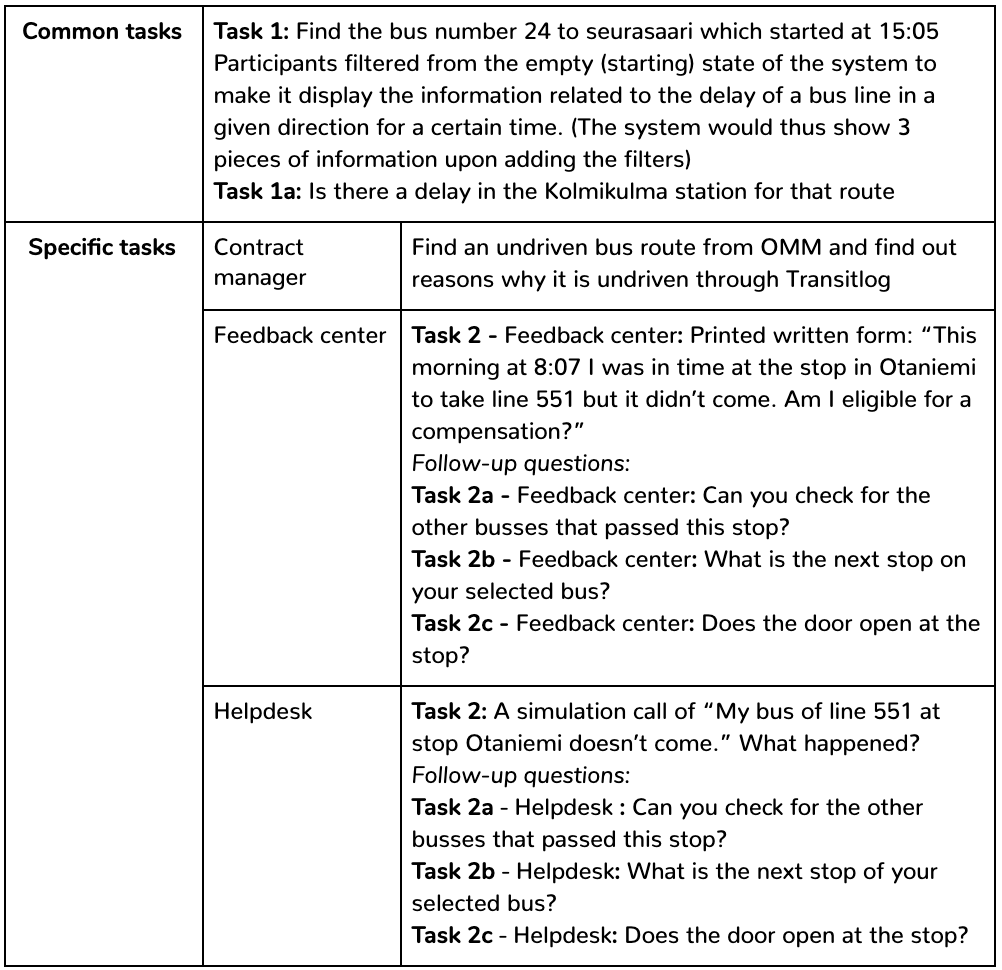 Common tasks
Task 1: Find the bus number 24 to seurasaari which started at 15:05
Participants filtered from the empty (starting) state of the system to
make it display the information related to the delay of a bus line in a
given direction for a certain time. (The system would thus show 3
pieces of information upon adding the filters)
Task 1a: Is there a delay in the Kolmikulma station for that route
Specific tasks
Contract
manager
Find an undriven bus route from OMM and find out
reasons why it is undriven through Transitlog
Feedback center
Task 2 - Feedback center: Printed written form: “This
morning at 8:07 I was in time at the stop in Otaniemi
to take line 551 but it didn’t come. Am I eligible for a
compensation?”
Follow-up questions:
Task 2a - Feedback center: Can you check for the
other busses that passed this stop?
Task 2b - Feedback center: What is the next stop on
your selected bus?
Task 2c - Feedback center: Does the door open at the
stop?
Helpdesk
Task 2: A simulation call of “My bus of line 551 at
stop Otaniemi doesn’t come.” What happened?
Follow-up questions:
Task 2a - Helpdesk : Can you check for the other
busses that passed this stop?
Task 2b - Helpdesk: What is the next stop of your
selected bus?
Task 2c - Helpdesk: Does the door open at the stop?